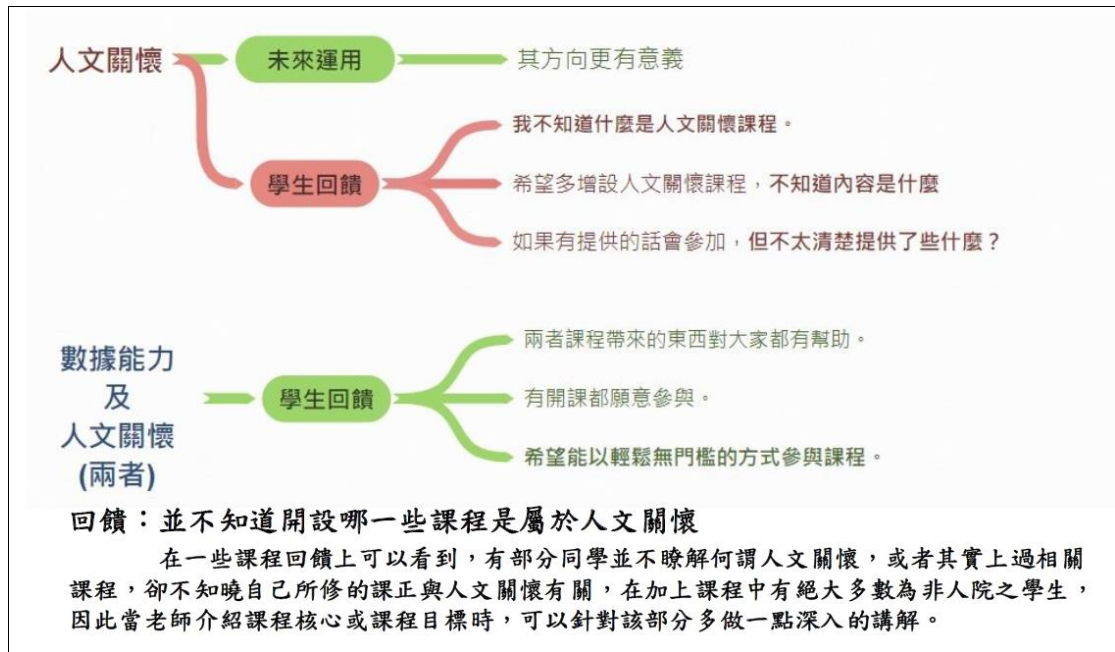 人文關懷
未來運用
其方向更有意義
我不知道什麼是人文關懷課程。
學生回饋
希望多增設人文關懷課程，不知道內容是什麼
如果有提供的話會參加，但不太清楚提供了些什麼？
數據能力
及
人文關懷
(兩者)
學生回饋
兩者課程帶來的東西對大家都有幫助。
有開課都願意參與。
希望能以輕鬆無門檻的方式參與課程。
回饋：並不知道開設哪一些課程是屬於人文關懷
在一些課程回饋上可以看到，有部分同學並不瞭解何謂人文關懷，或者其實上過相關
課程，卻不知曉自己所修的課正與人文關懷有關，在加上課程中有絕大多數為非人院之學生，
因此當老師介紹課程核心或課程目標時，可以針對該部分多做一點深入的講解。